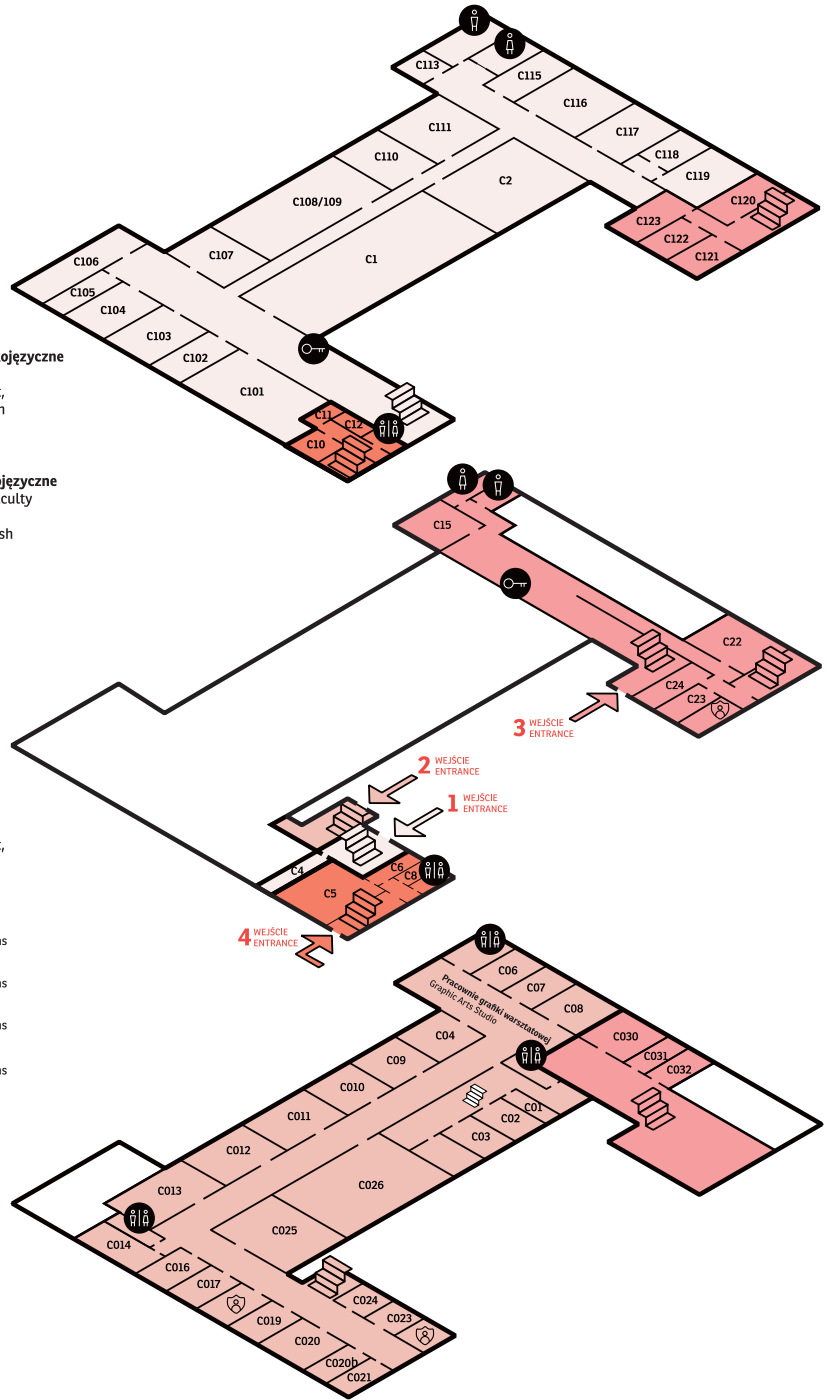 C113
C115
C116
C111
C117
C110
C118
C119
C2
C108/109
C120
C123
C122
C121
C107
C1
C106
C105
C104
C103
C102
C101
C11
C12
C10
ojęzyczne
culty
C15
C22
C24
C23
3 WEJŚCIE
ENTRANCE
2 WEJŚCIE
ENTRANCE
1 WEJŚCIE
ENTRANCE
C4
C6
C8
C5
4 WEJŚCIE
ENTRANCE
C06
C07
C08
Pracownie grafiki warsztatowej
Graphic Arts Studio
C030
C031
C032
C04
C09
C010
C011
C01
C02
C03
C012
C013
C026
C025
C014
C016
C017
C019
C020
C020b
C021
C024
C023